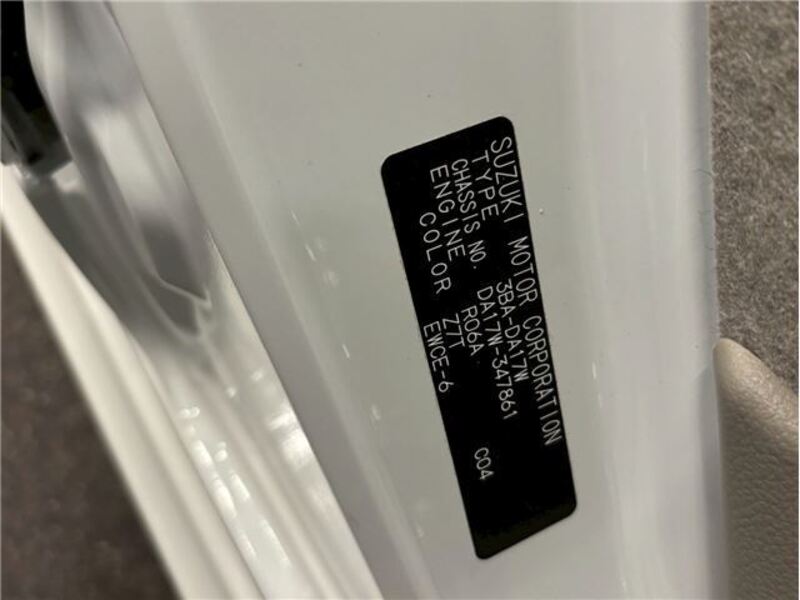 SUZUKI MOTOR CORPORATION
TYPE 3BA-DA17W
CHASSIS NO. DA17W-347861
ENGINE R06A C04
COLOR Z7T
EWCE-6